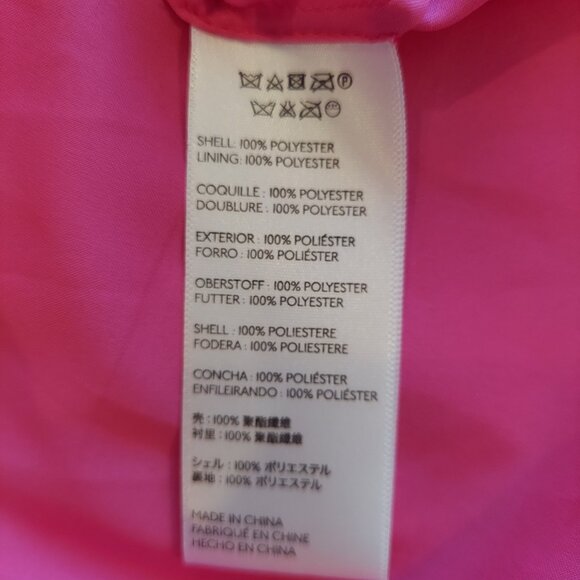 SHELL: 100% POLYESTER
LINING: 100% POLYESTER
COQUILLE : 100% POLYESTER
DOUBLURE : 100% POLYESTER
EXTERIOR : 100% POLIÉSTER
FORRO : 100% POLIÉSTER
OBERSTOFF : 100% POLYESTER
FUTTER : 100% POLYESTER
SHELL : 100% POLIESTERE
FODERA : 100% POLIESTERE
CONCHA : 100% POLIÉSTER
ENFILEIRANDO : 100% POLIÉSTER
壳 : 100% 聚酯纖維
衬里 : 100% 聚酯纖維
シェル : 100% ポリエステル
裏地 : 100% ポリエステル
MADE IN CHINA
FABRIQUÉ EN CHINE
HECHO EN CHINA